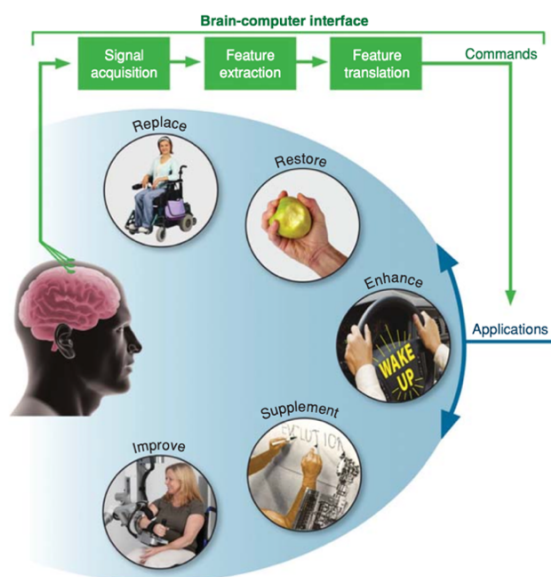 Brain-computer interface
Signal
acquisition
Feature
extraction
Feature
translation
Commands
Replace
Restore
Enhance
WAKE
UP
Applications
Supplement
Improve